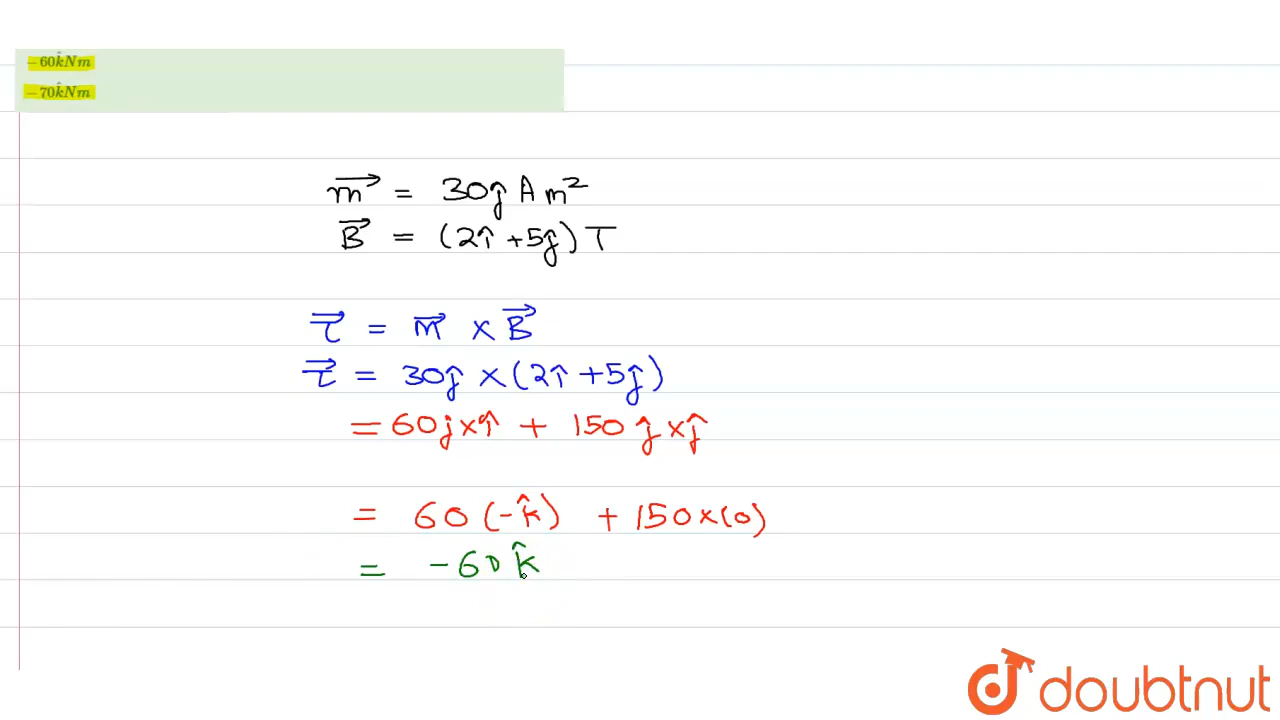 −60k̂Nm
−70k̂Nm
m⃗ = 30ĵ A m²
B⃗ = (2î + 5ĵ) T
τ⃗ = m⃗ × B⃗
τ⃗ = 30ĵ × (2î + 5ĵ)
= 60ĵ × î + 150 ĵ × ĵ
= 60 (−k̂) + 150 × (0)
= −60 k̂
doubtnut